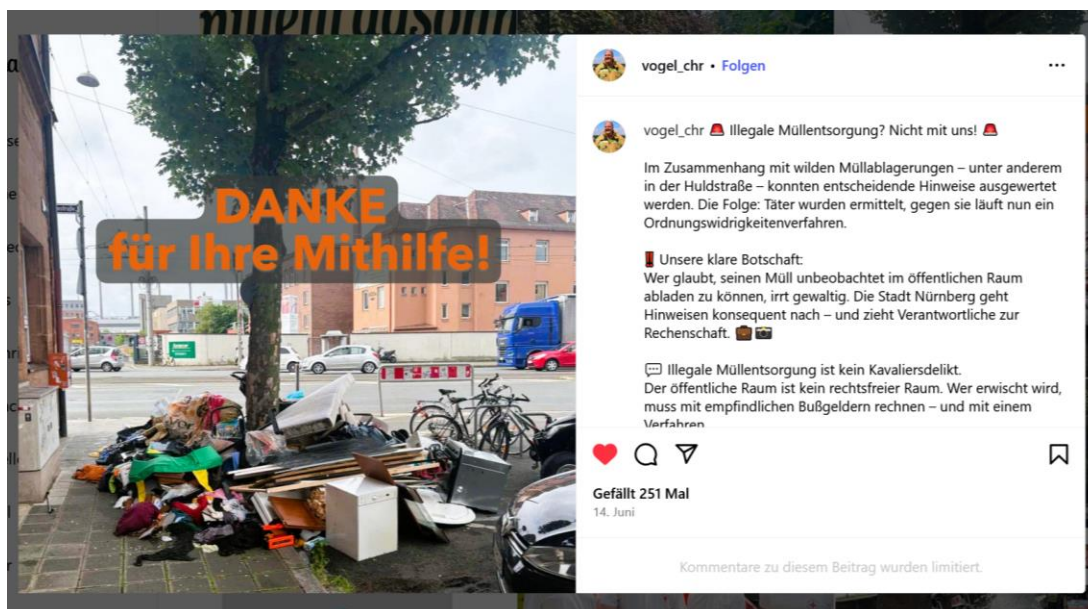 DANKE
für Ihre Mithilfe!
vogel_chr • Folgen
vogel_chr 🚨 Illegale Müllentsorgung? Nicht mit uns! 🚨
Im Zusammenhang mit wilden Müllablagerungen – unter anderem
in der Huldstraße – konnten entscheidende Hinweise ausgewertet
werden. Die Folge: Täter wurden ermittelt, gegen sie läuft nun ein
Ordnungswidrigkeitenverfahren.
❗ Unsere klare Botschaft:
Wer glaubt, seinen Müll unbeobachtet im öffentlichen Raum
abladen zu können, irrt gewaltig. Die Stadt Nürnberg geht
Hinweisen konsequent nach – und zieht Verantwortliche zur
Rechenschaft. 💼📸
💬 Illegale Müllentsorgung ist kein Kavaliersdelikt.
Der öffentliche Raum ist kein rechtsfreier Raum. Wer erwischt wird,
muss mit empfindlichen Bußgeldern rechnen – und mit einem
Verfahren
Gefällt 251 Mal
14. Juni
Kommentare zu diesem Beitrag wurden limitiert.